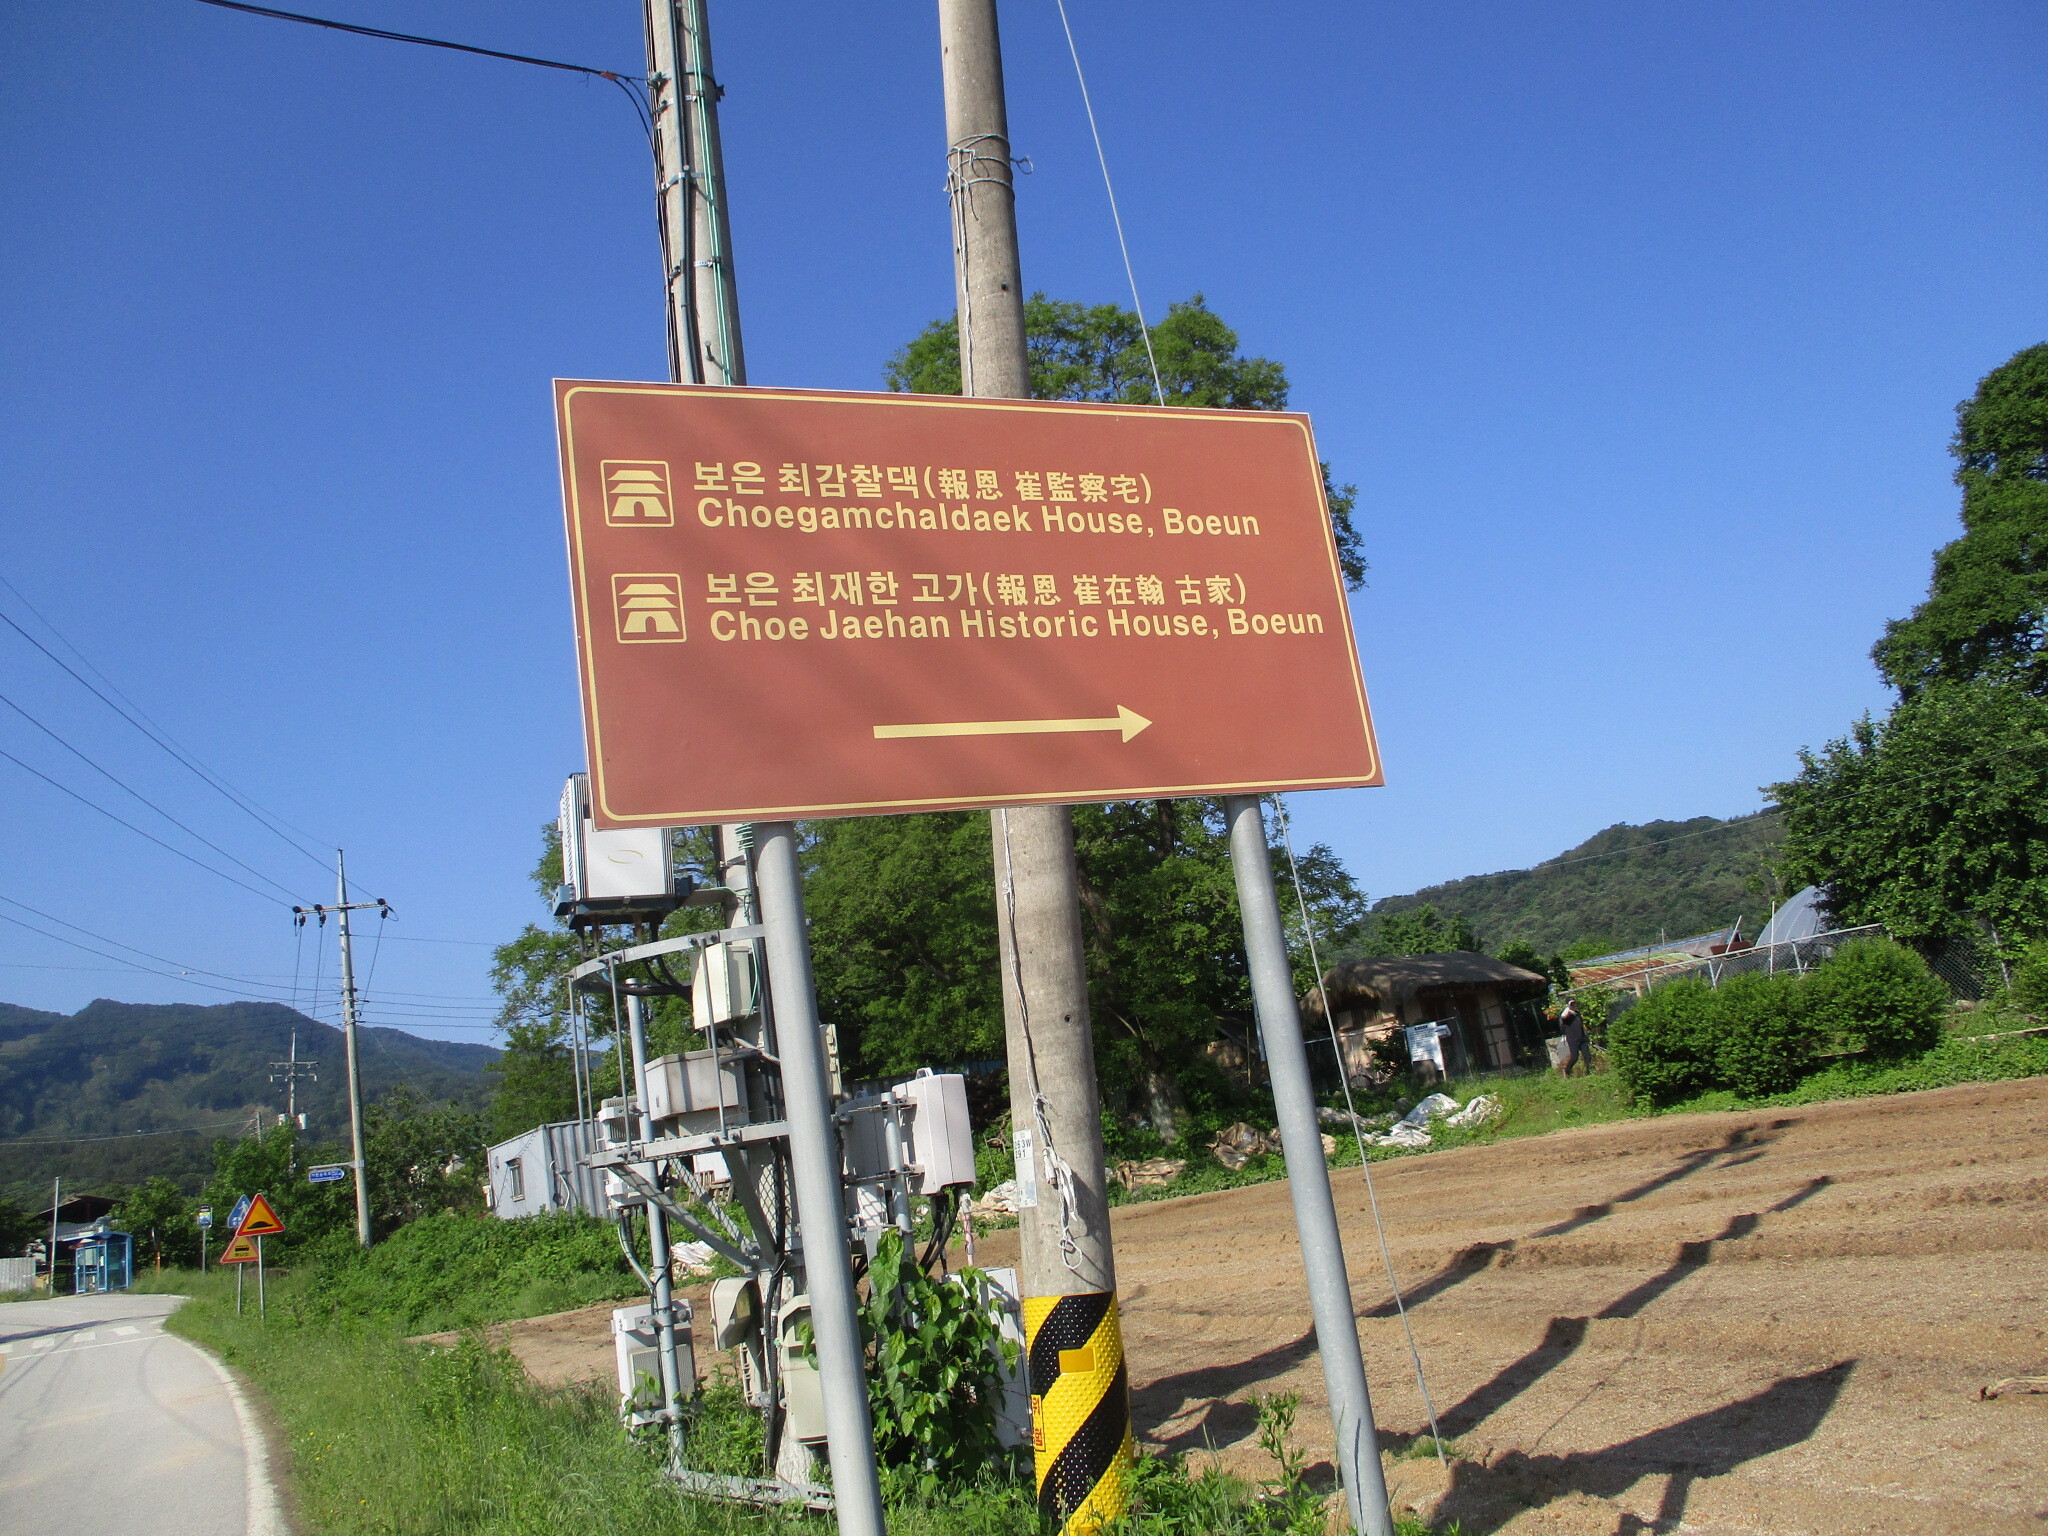 보은 최감찰댁(報恩 崔監察宅)
Choegamchaldaek House, Boeun
보은 최재한 고가(報恩 崔在翰 古家)
Choe Jaehan Historic House, Boeun